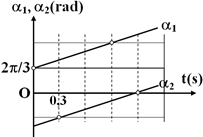 α₁, α₂(rad)
α₁
2π/3
α₂
O
0,3
t(s)